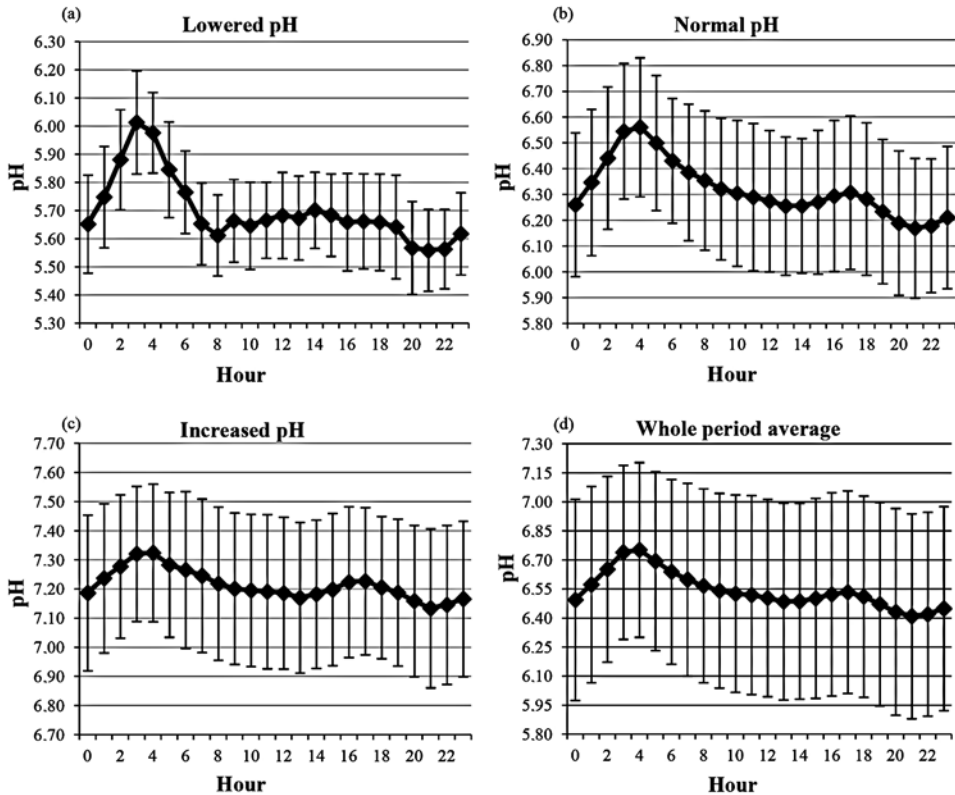 (a)
Lowered pH
6.30
6.20
6.10
6.00
5.90
5.80
5.70
5.60
5.50
5.40
5.30
pH
0 2 4 6 8 10 12 14 16 18 20 22
Hour
(b)
Normal pH
6.90
6.80
6.70
6.60
6.50
6.40
6.30
6.20
6.10
6.00
5.90
5.80
pH
0 2 4 6 8 10 12 14 16 18 20 22
Hour
(c)
Increased pH
7.70
7.60
7.50
7.40
7.30
7.20
7.10
7.00
6.90
6.80
6.70
pH
0 2 4 6 8 10 12 14 16 18 20 22
Hour
(d)
Whole period average
7.30
7.15
7.00
6.85
6.70
6.55
6.40
6.25
6.10
5.95
5.80
pH
0 2 4 6 8 10 12 14 16 18 20 22
Hour